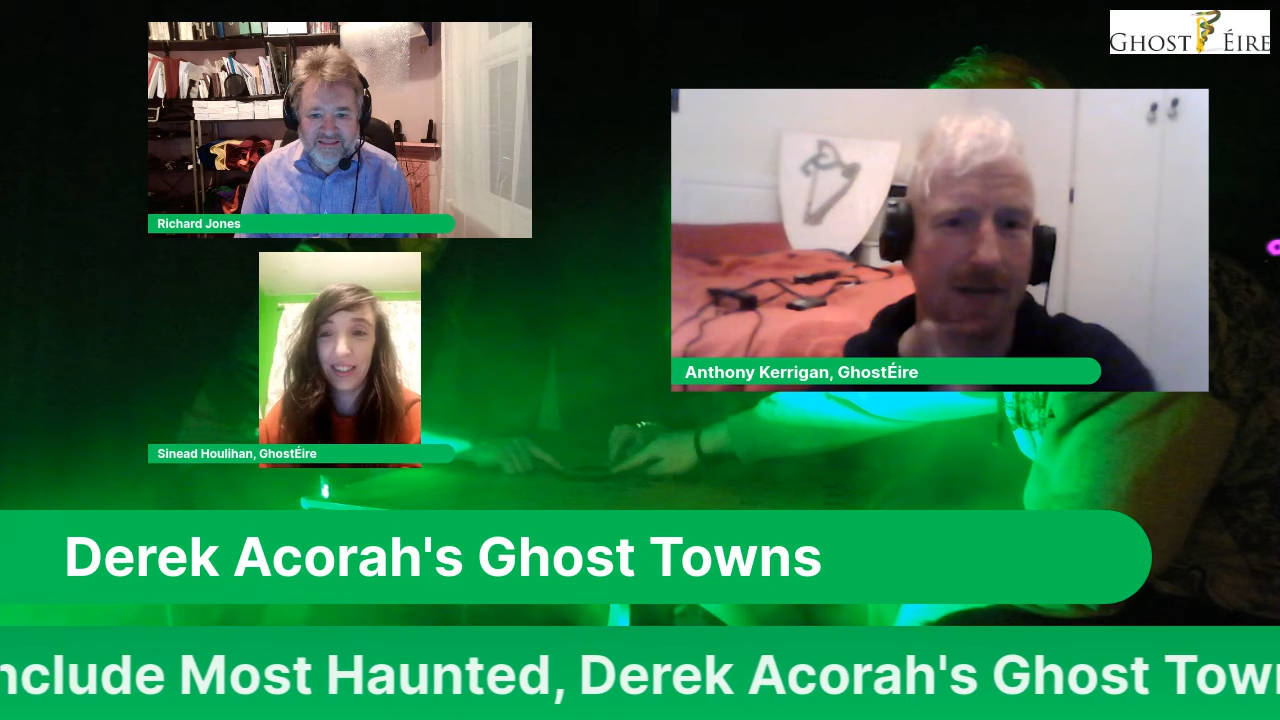 GHOST ÉIRE
Richard Jones
Anthony Kerrigan, GhostÉire
Sinead Houlihan, GhostÉire
Derek Acorah's Ghost Towns
nclude Most Haunted, Derek Acorah's Ghost Town